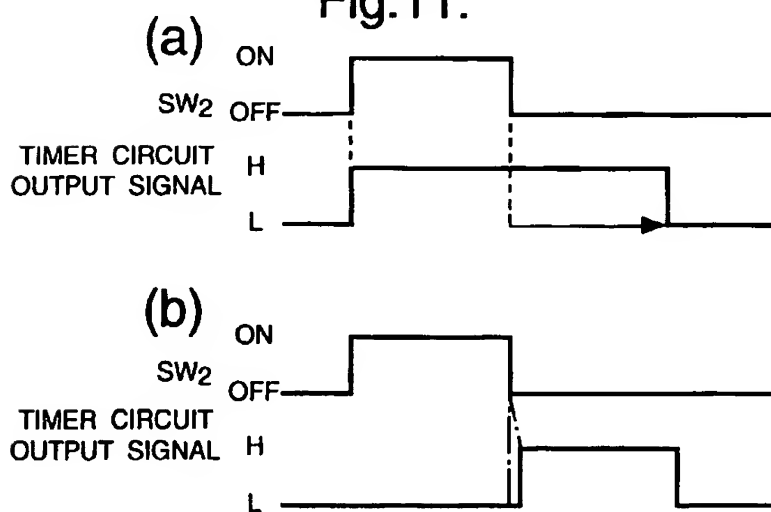 Fig.11.
(a)
ON
SW2 OFF
TIMER CIRCUIT
OUTPUT SIGNAL
H
L
(b)
ON
SW2
OFF
TIMER CIRCUIT
OUTPUT SIGNAL
H
L